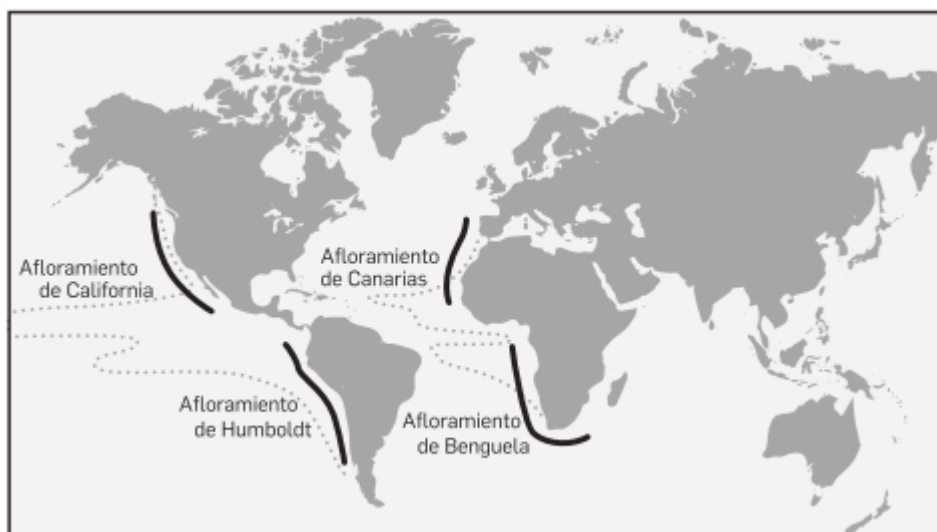 Afloramiento
de California
Afloramiento
de Canarias
Afloramiento
de Humboldt
Afloramiento
de Benguela